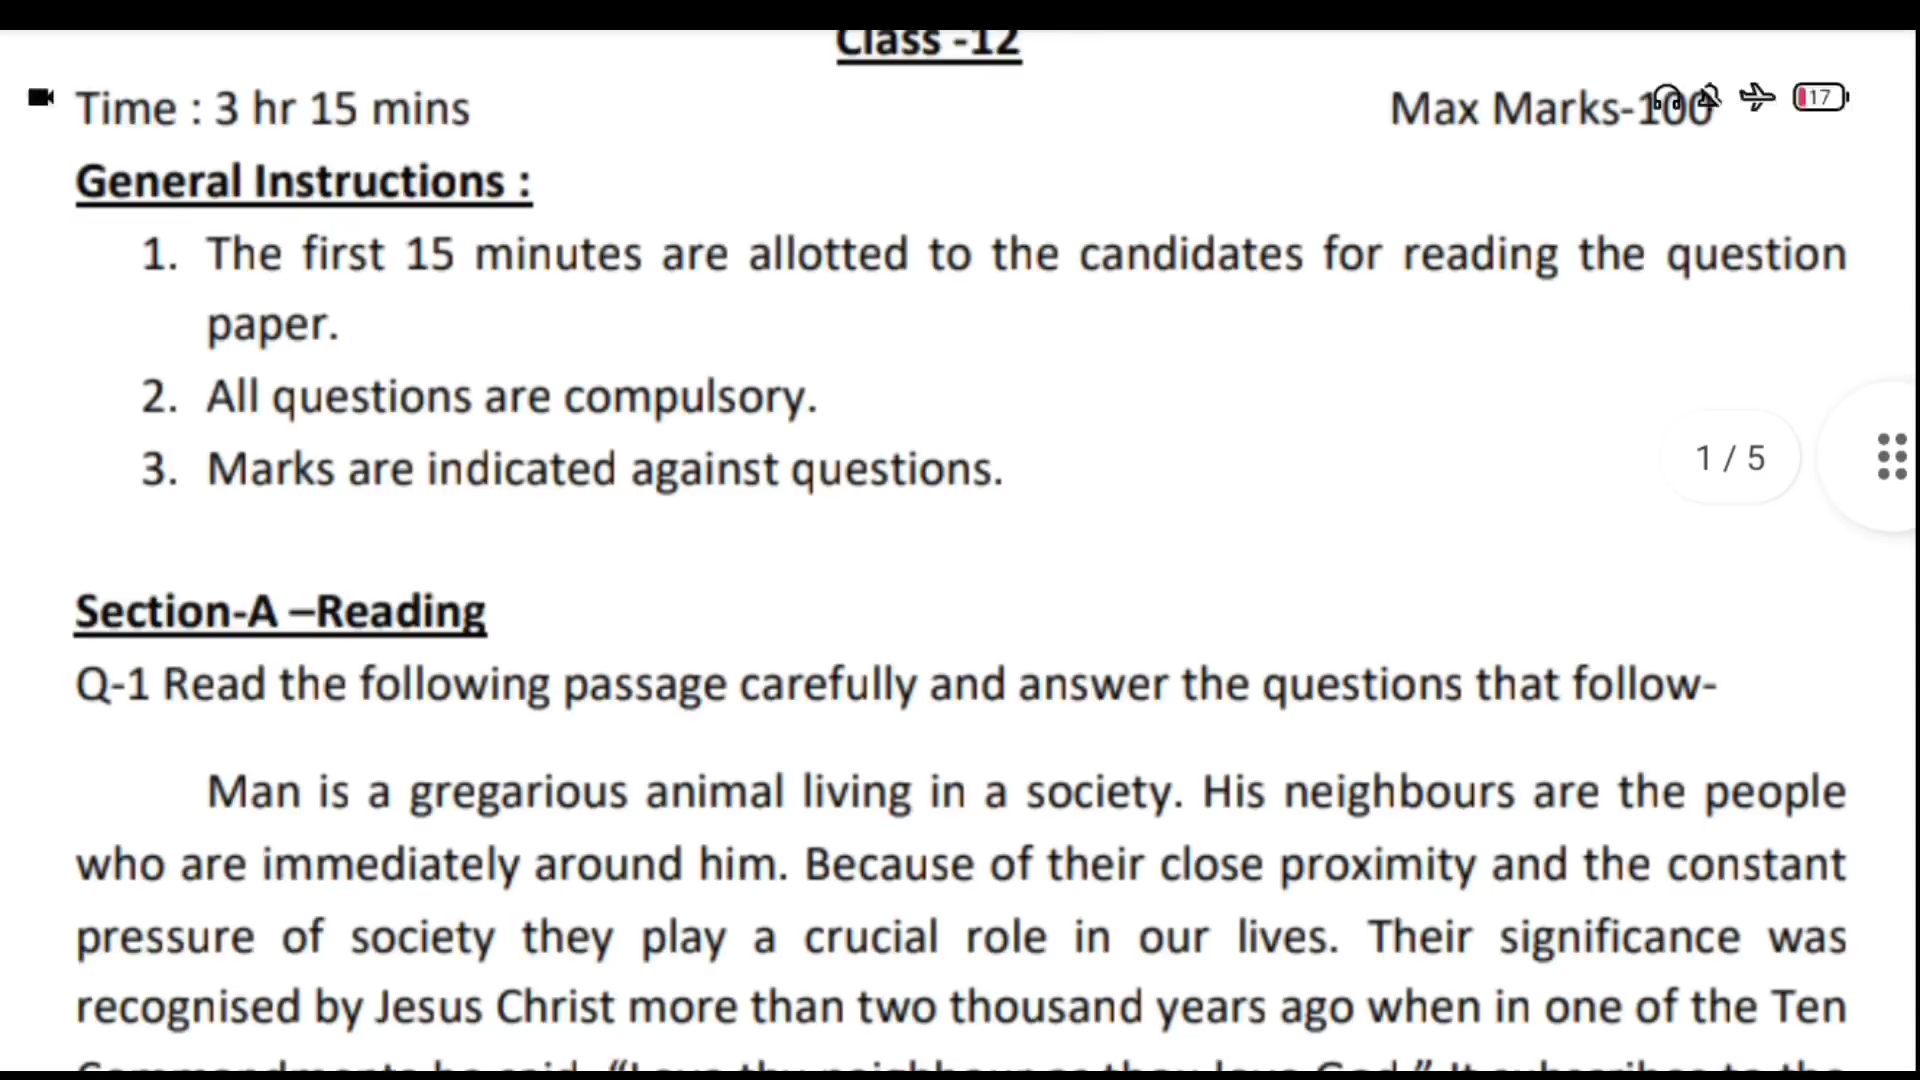 Class -12
Time : 3 hr 15 mins Max Marks-100
17
General Instructions :
1. The first 15 minutes are allotted to the candidates for reading the question
paper.
2. All questions are compulsory.
3. Marks are indicated against questions.
1 / 5
Section-A –Reading
Q-1 Read the following passage carefully and answer the questions that follow-
Man is a gregarious animal living in a society. His neighbours are the people
who are immediately around him. Because of their close proximity and the constant
pressure of society they play a crucial role in our lives. Their significance was
recognised by Jesus Christ more than two thousand years ago when in one of the Ten